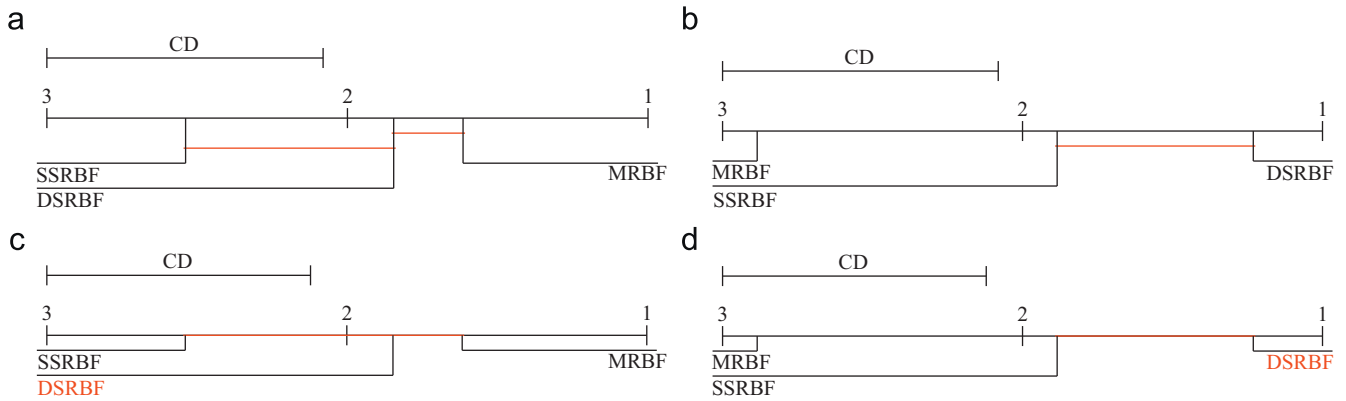 a
CD
3 2 1
SSRBF MRBF
DSRBF
b
CD
3 2 1
MRBF DSRBF
SSRBF
c
CD
3 2 1
SSRBF MRBF
DSRBF
d
CD
3 2 1
MRBF DSRBF
SSRBF